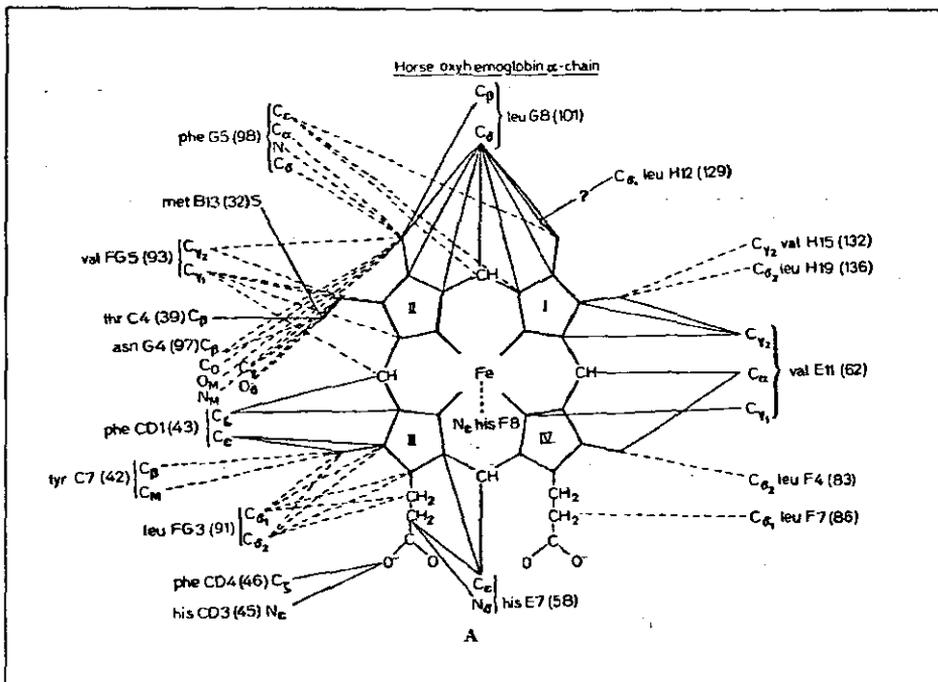 Horse oxyhemoglobin α-chain
Cβ
Cδ
leu G8 (101)
phe G5 (98)
Cε
Cα
N
Cδ
Cδ₁ leu H12 (129)
?
met B13 (32) S
val FG5 (93)
Cγ₂
Cγ₁
Cγ₂ val H15 (132)
Cδ₂ leu H19 (136)
CH
II
I
thr C4 (39) Cβ
asn G4 (97) Cβ
CO
OM
NM
Oδ
Cγ₂
Cα
Cγ₁
val E11 (62)
CH
Fe
CH
Nε his F8
phe CD1 (43)
Cζ
Cε
III
IV
tyr C7 (42)
Cβ
CM
CH
Cδ₂ leu F4 (83)
leu FG3 (91)
Cδ₁
Cδ₂
CH₂
CH₂
CH₂
CH₂
Cδ₁ leu F7 (86)
C
O⁻
O
C
O
O⁻
phe CD4 (46) Cζ
his CD3 (45) Nε
Cε
Nδ
his E7 (58)
A